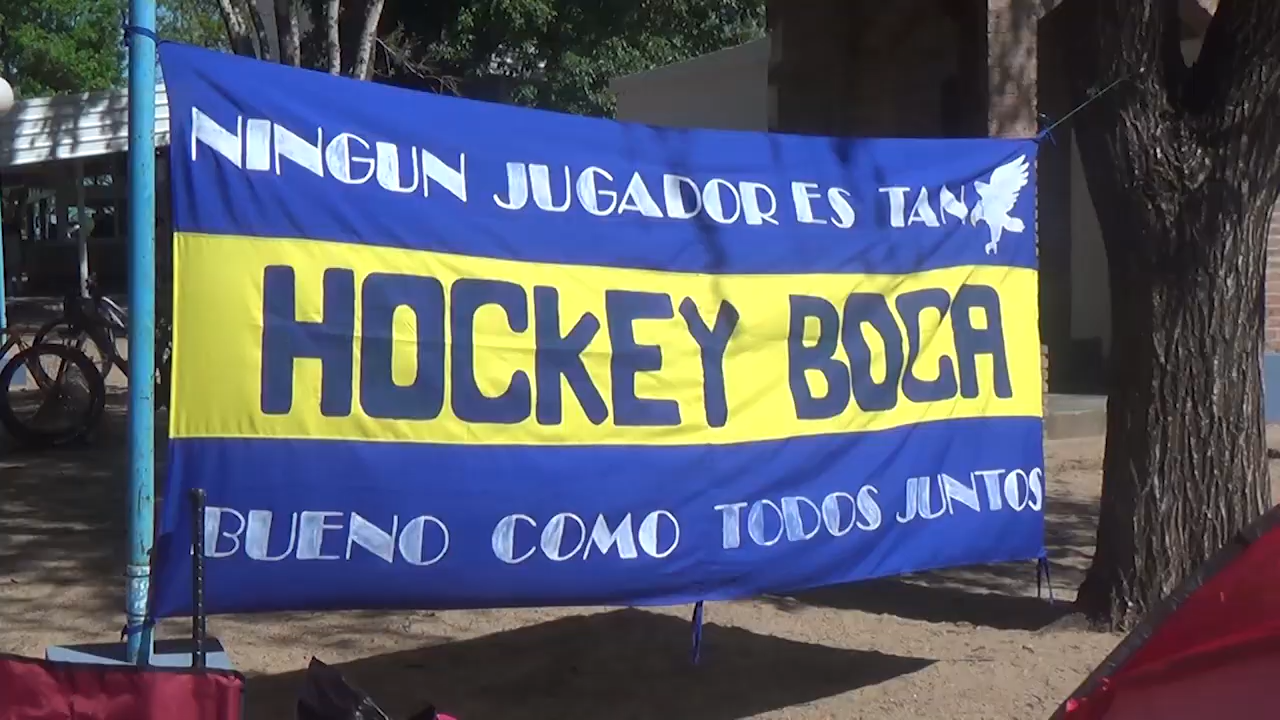 NINGUN JUGADOR ES TAN
HOCKEY BOCA
BUENO COMO TODOS JUNTOS